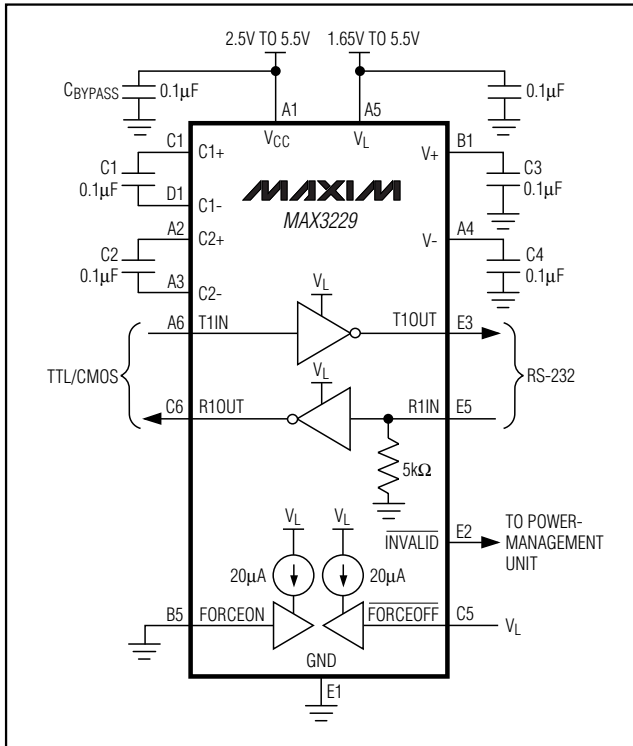 2.5V TO 5.5V 1.65V TO 5.5V
CBYPASS 0.1µF 0.1µF
A1 A5
VCC VL
C1 C1+ V+ B1
C1 0.1µF C3 0.1µF
D1 C1-
MAXIM
MAX3229
A2 C2+ V- A4
C2 0.1µF C4 0.1µF
A3 C2-
VL
A6 T1IN T1OUT E3
TTL/CMOS RS-232
VL
C6 R1OUT R1IN E5
5kΩ
VL VL
INVALID E2 TO POWER-
MANAGEMENT
UNIT
20µA 20µA
B5 FORCEON FORCEOFF C5 VL
GND
E1